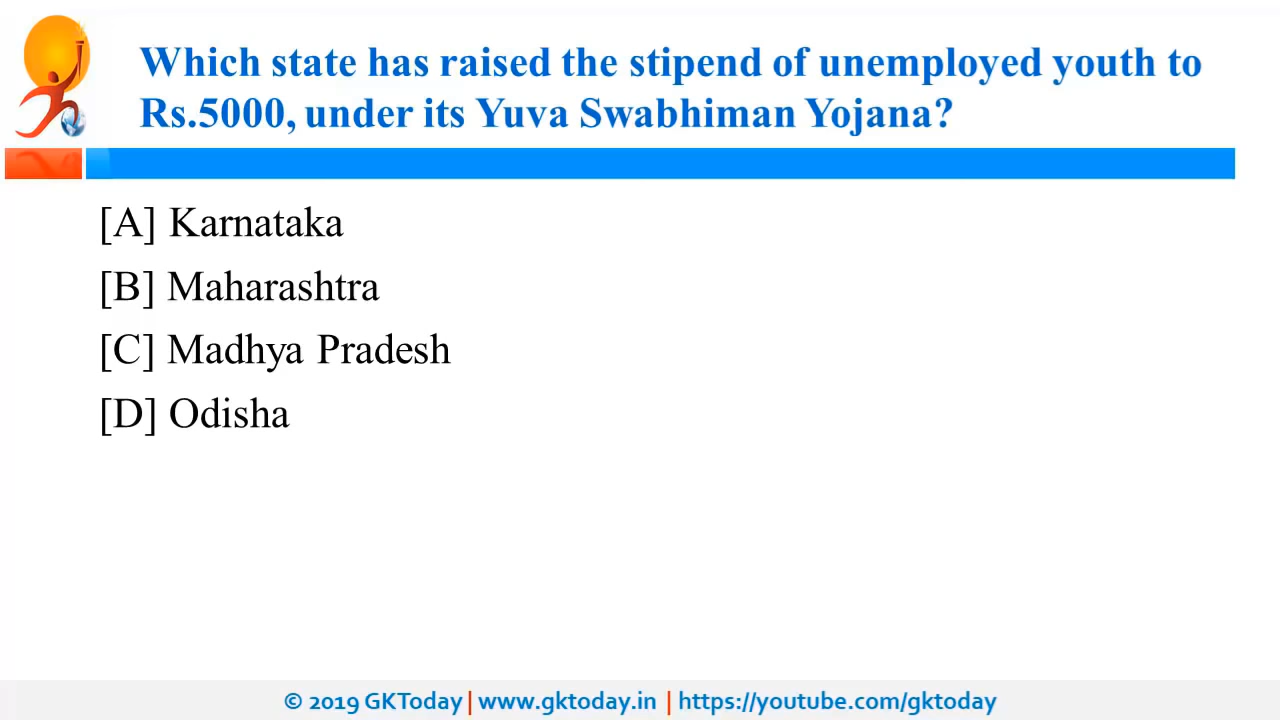 Which state has raised the stipend of unemployed youth to
Rs.5000, under its Yuva Swabhiman Yojana?
[A] Karnataka
[B] Maharashtra
[C] Madhya Pradesh
[D] Odisha
© 2019 GKToday | www.gktoday.in | https://youtube.com/gktoday